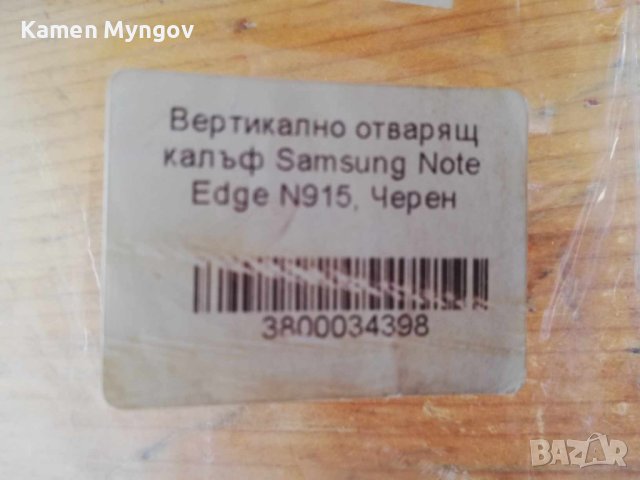 Kamen Myngov
Вертикално отварящ
калъф Samsung Note
Edge N915, Черен
3800034398
BAZAR